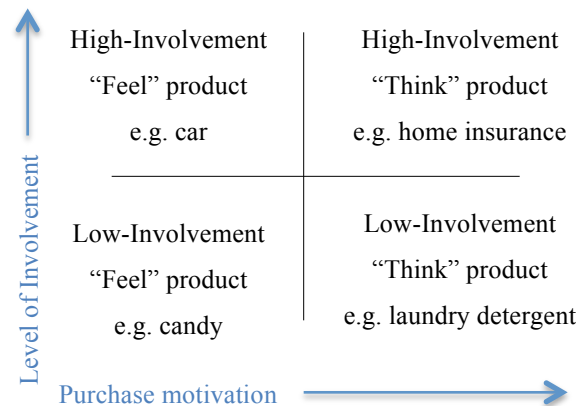 High-Involvement
“Feel” product
e.g. car
High-Involvement
“Think” product
e.g. home insurance
Low-Involvement
“Feel” product
e.g. candy
Low-Involvement
“Think” product
e.g. laundry detergent
Level of Involvement
Purchase motivation